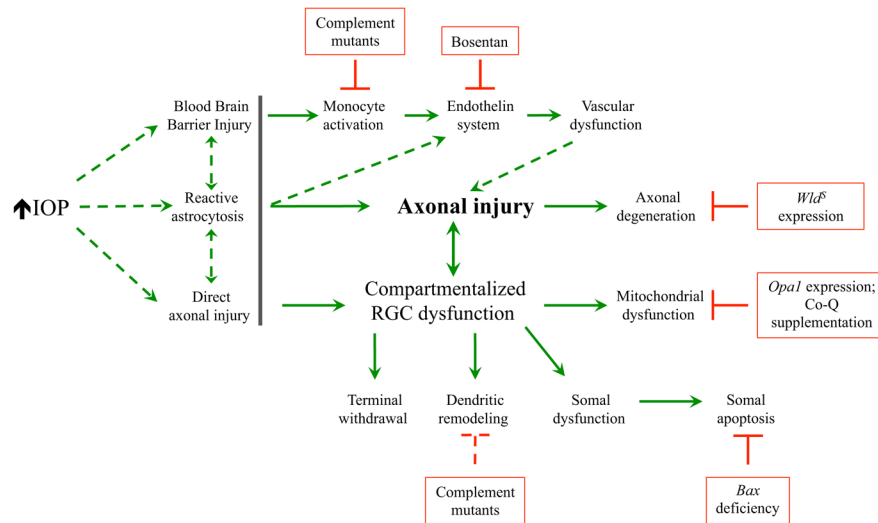 Complement
mutants
Bosentan
Blood Brain
Barrier Injury
Monocyte
activation
Endothelin
system
Vascular
dysfunction
IOP
Reactive
astrocytosis
Axonal injury
Axonal
degeneration
Wldˢ
expression
Direct
axonal injury
Compartmentalized
RGC dysfunction
Mitochondrial
dysfunction
Opa1 expression;
Co-Q
supplementation
Terminal
withdrawal
Dendritic
remodeling
Somal
dysfunction
Somal
apoptosis
Complement
mutants
Bax
deficiency